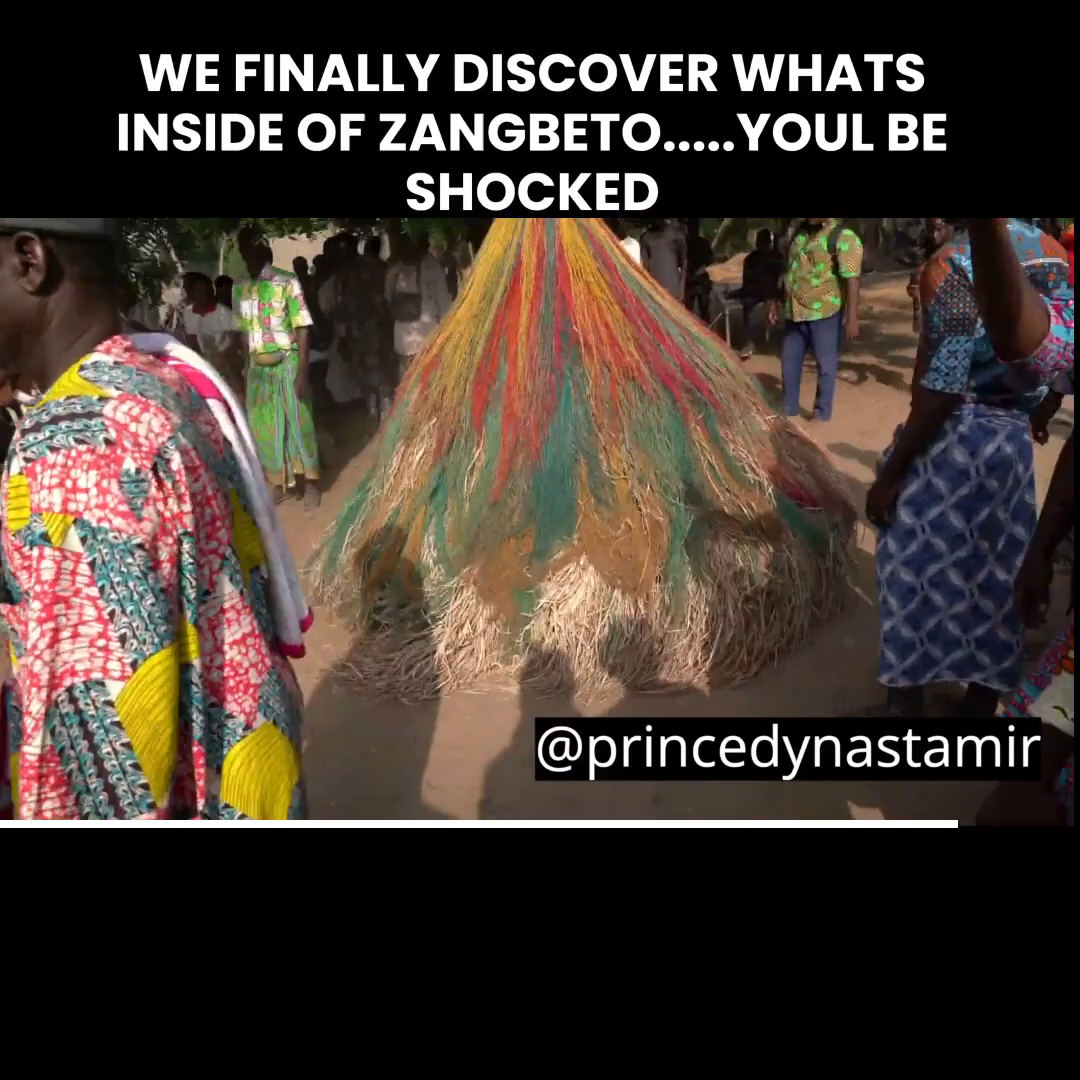 WE FINALLY DISCOVER WHATS
INSIDE OF ZANGBETO.....YOUL BE
SHOCKED
@princedynastamir